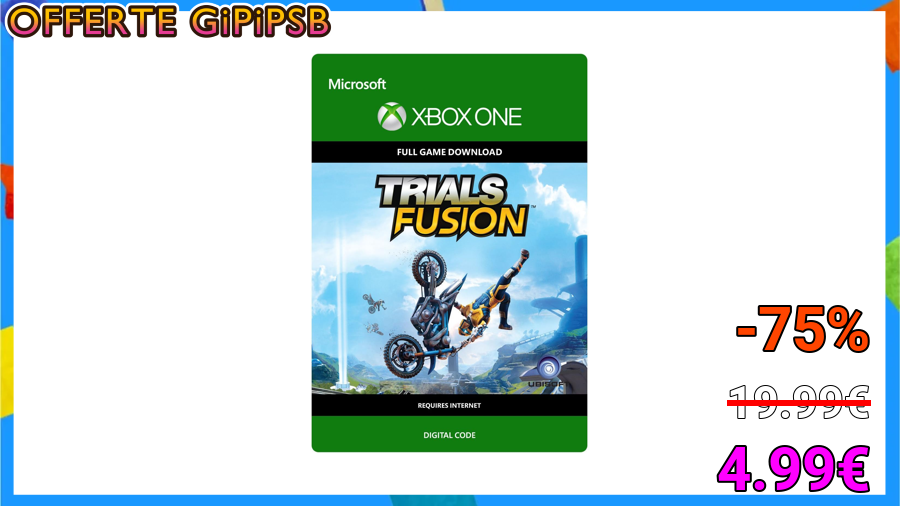 OFFERTE GiPiPSB
Microsoft
XBOX ONE
FULL GAME DOWNLOAD
TRIALS
FUSION™
UBISOFT
REQUIRES INTERNET
DIGITAL CODE
-75%
19.99€
4.99€